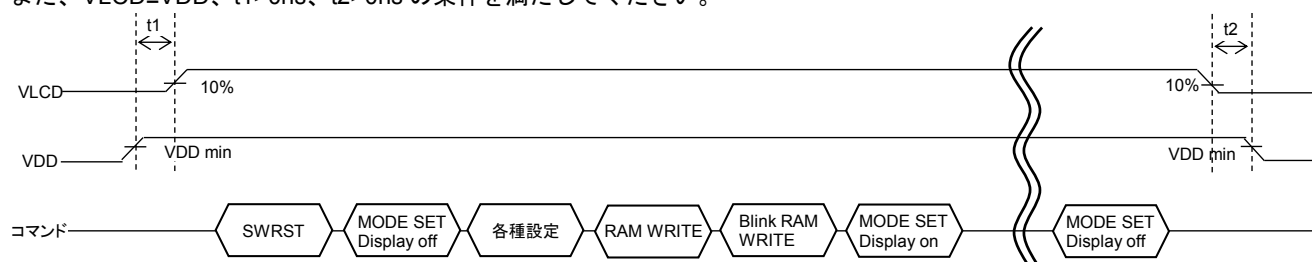 また、VLCD≥VDD、t1>0ns、t2>0ns の条件を満たしてください。
t1
t2
VLCD
10%
10%
VDD
VDD min
VDD min
コマンド
SWRST
MODE SET
Display off
各種設定
RAM WRITE
Blink RAM
WRITE
MODE SET
Display on
MODE SET
Display off